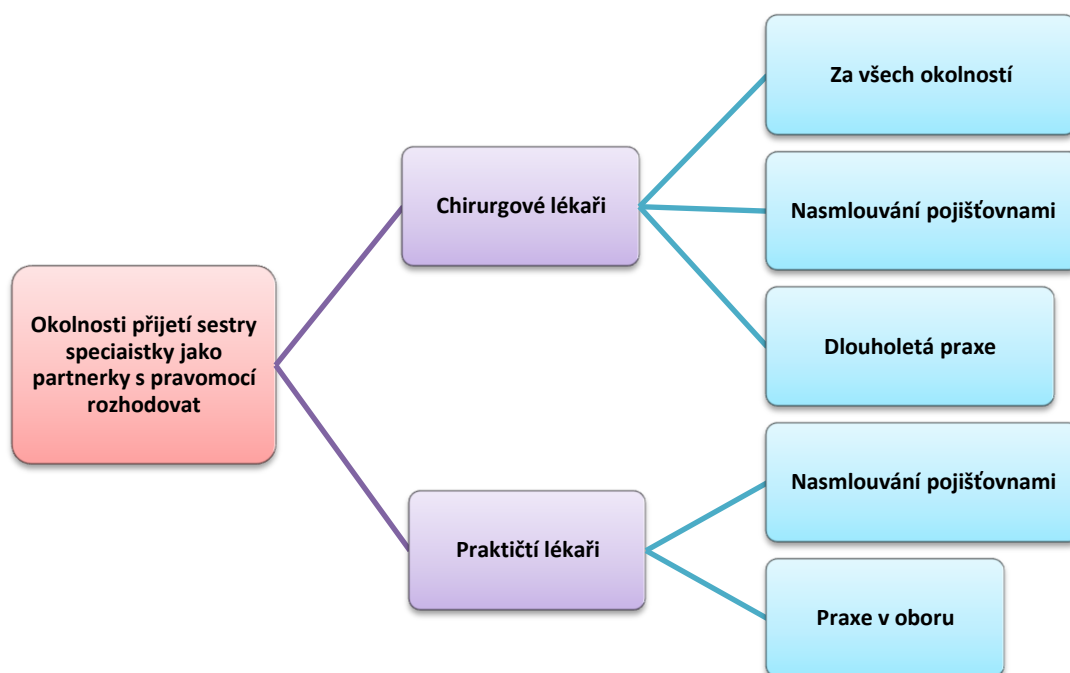 Okolnosti přijetí sestry
speciaistky jako
partnerky s pravomocí
rozhodovat
Chirurgové lékaři
Za všech okolností
Nasmlouvání pojišťovnami
Dlouholetá praxe
Praktičtí lékaři
Nasmlouvání pojišťovnami
Praxe v oboru